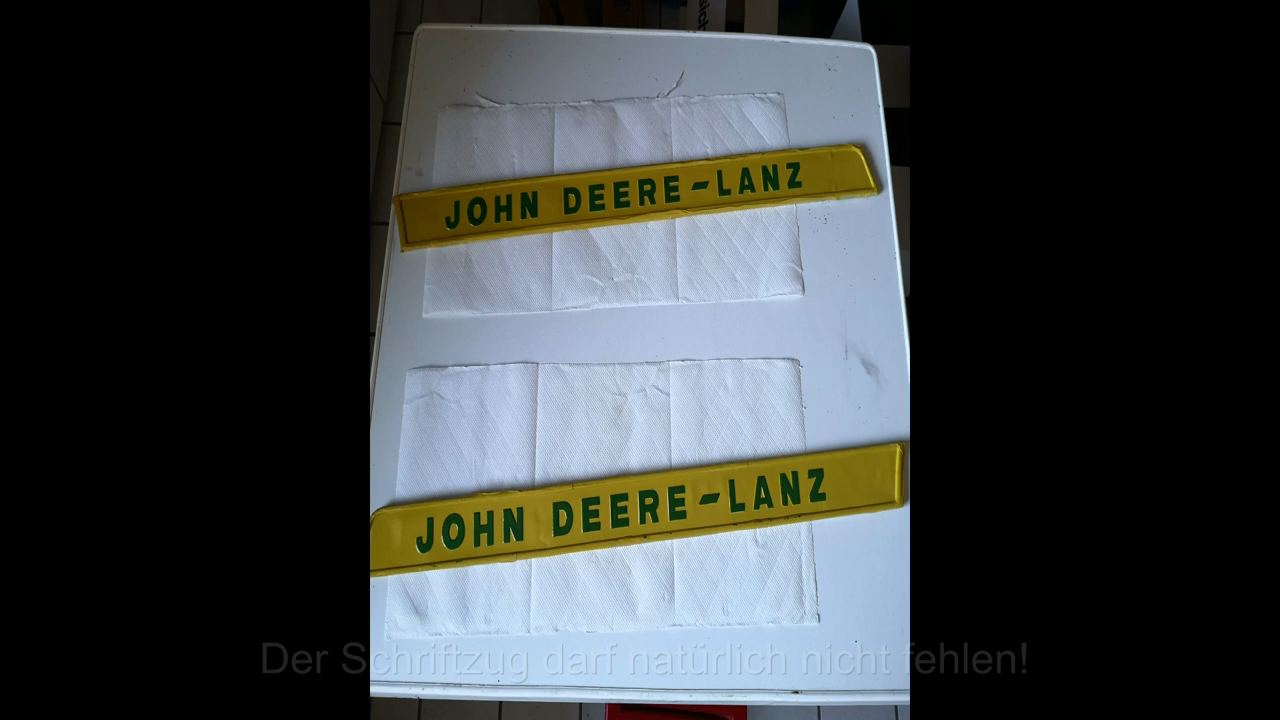 JOHN DEERE-LANZ
JOHN DEERE-LANZ
Der Schriftzug darf natürlich nicht fehlen!